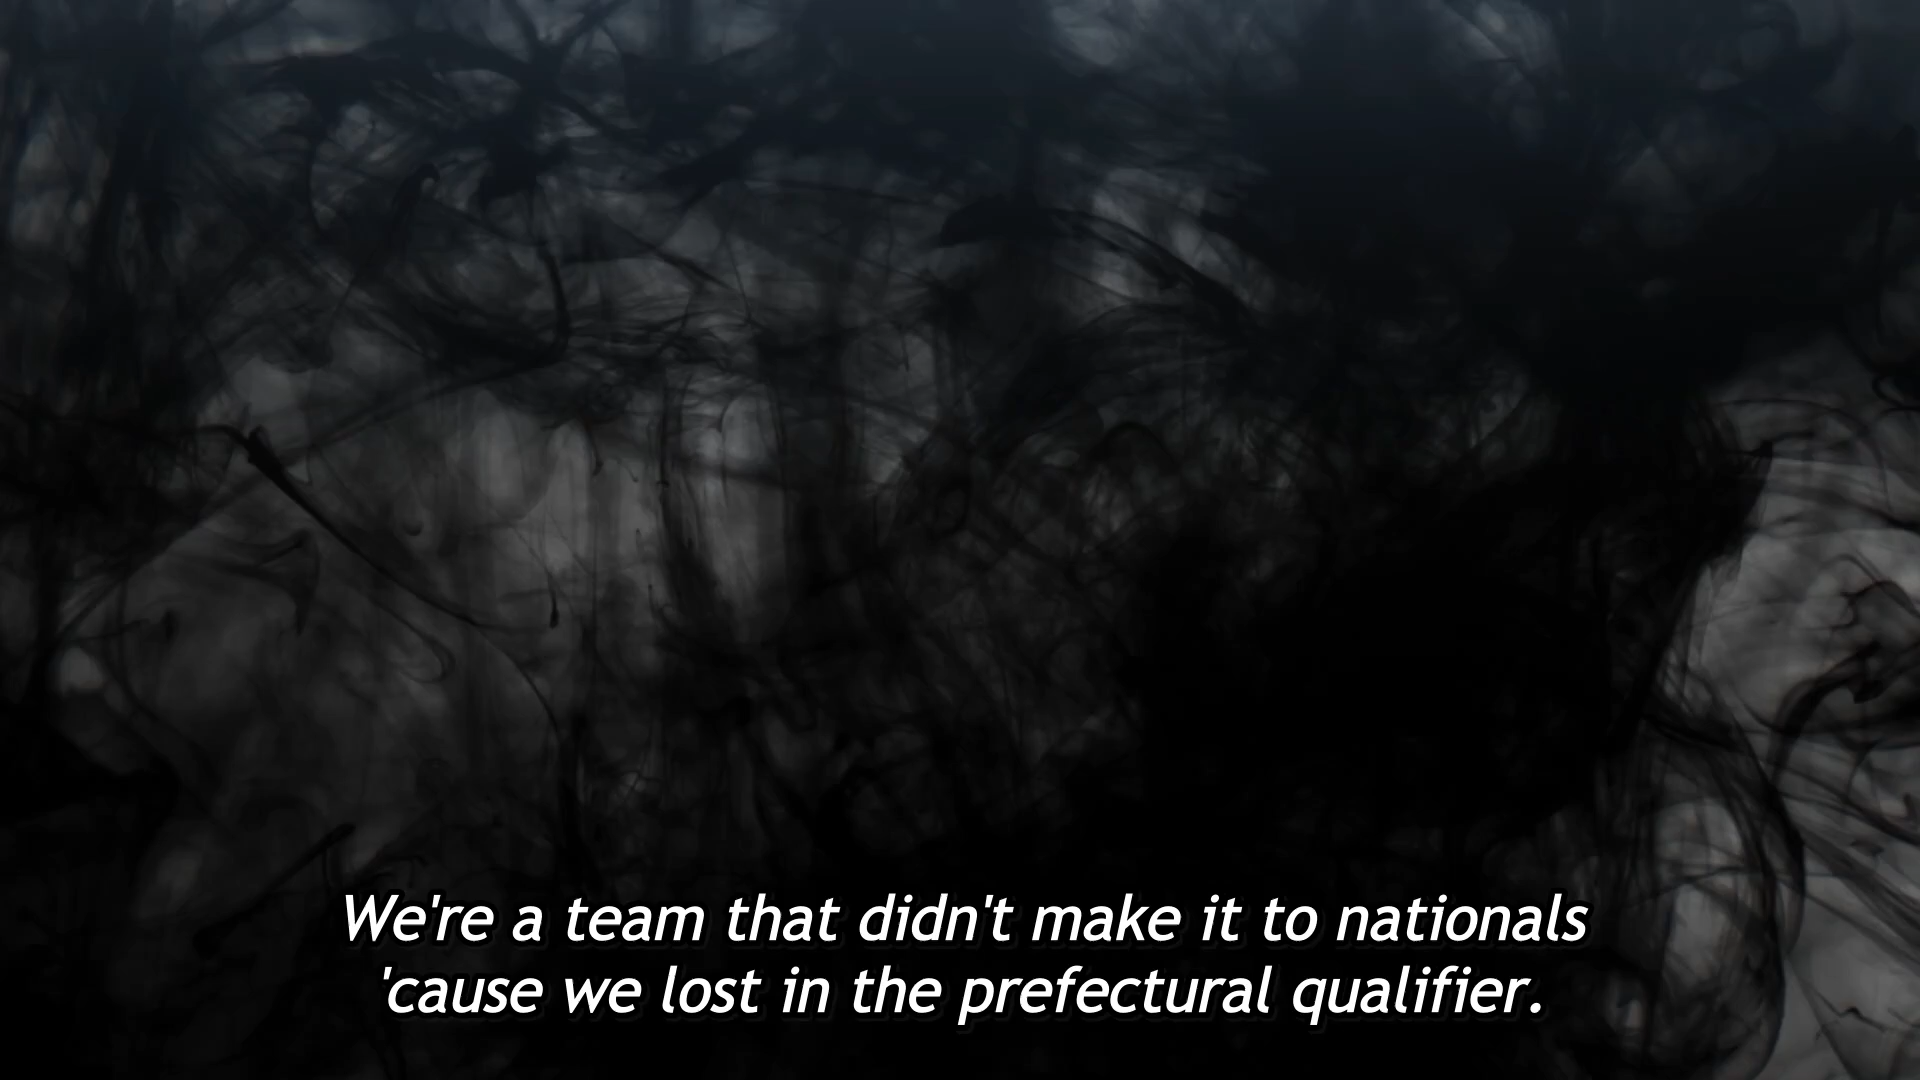 We're a team that didn't make it to nationals
'cause we lost in the prefectural qualifier.